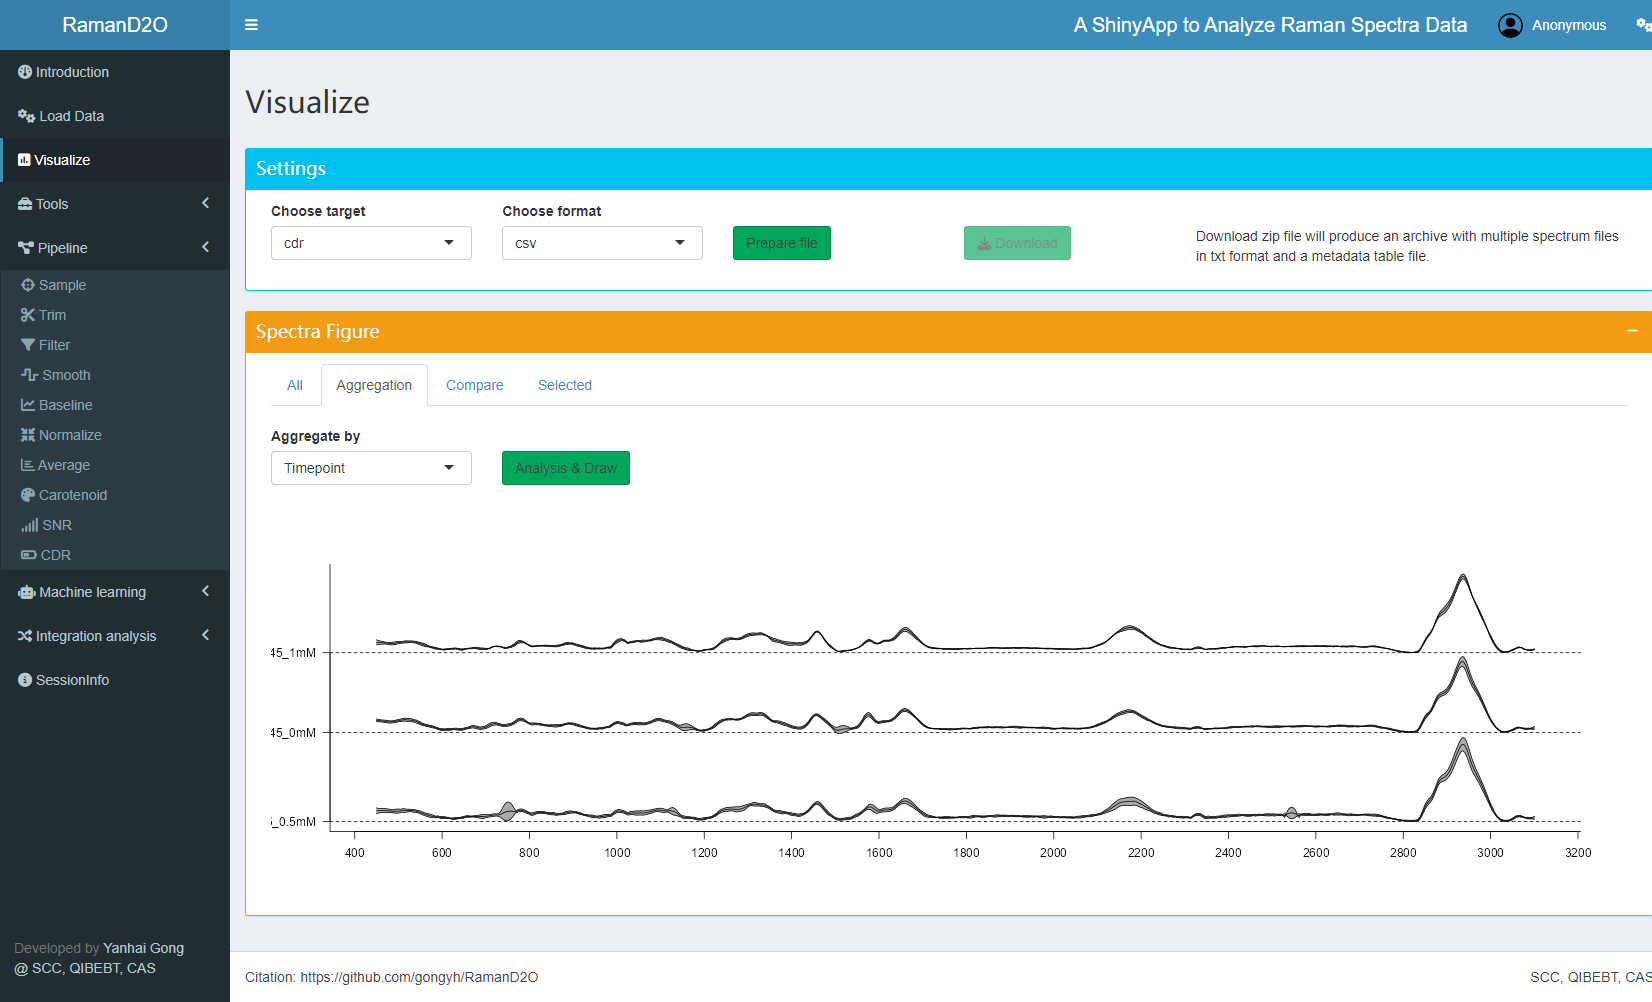 RamanD2O
A ShinyApp to Analyze Raman Spectra Data
Anonymous
Introduction
Load Data
Visualize
Tools
Pipeline
Sample
Trim
Filter
Smooth
Baseline
Normalize
Average
Carotenoid
SNR
CDR
Machine learning
Integration analysis
SessionInfo
Developed by Yanhai Gong
@ SCC, QIBEBT, CAS
Visualize
Settings
Choose target
Choose format
cdr
csv
Prepare file
Download
Download zip file will produce an archive with multiple spectrum files
in txt format and a metadata table file.
Spectra Figure
All
Aggregation
Compare
Selected
Aggregate by
Timepoint
Analysis & Draw
45_1mM
45_0mM
5_0.5mM
400 600 800 1000 1200 1400 1600 1800 2000 2200 2400 2600 2800 3000 3200
Citation: https://github.com/gongyh/RamanD2O
SCC, QIBEBT, CAS